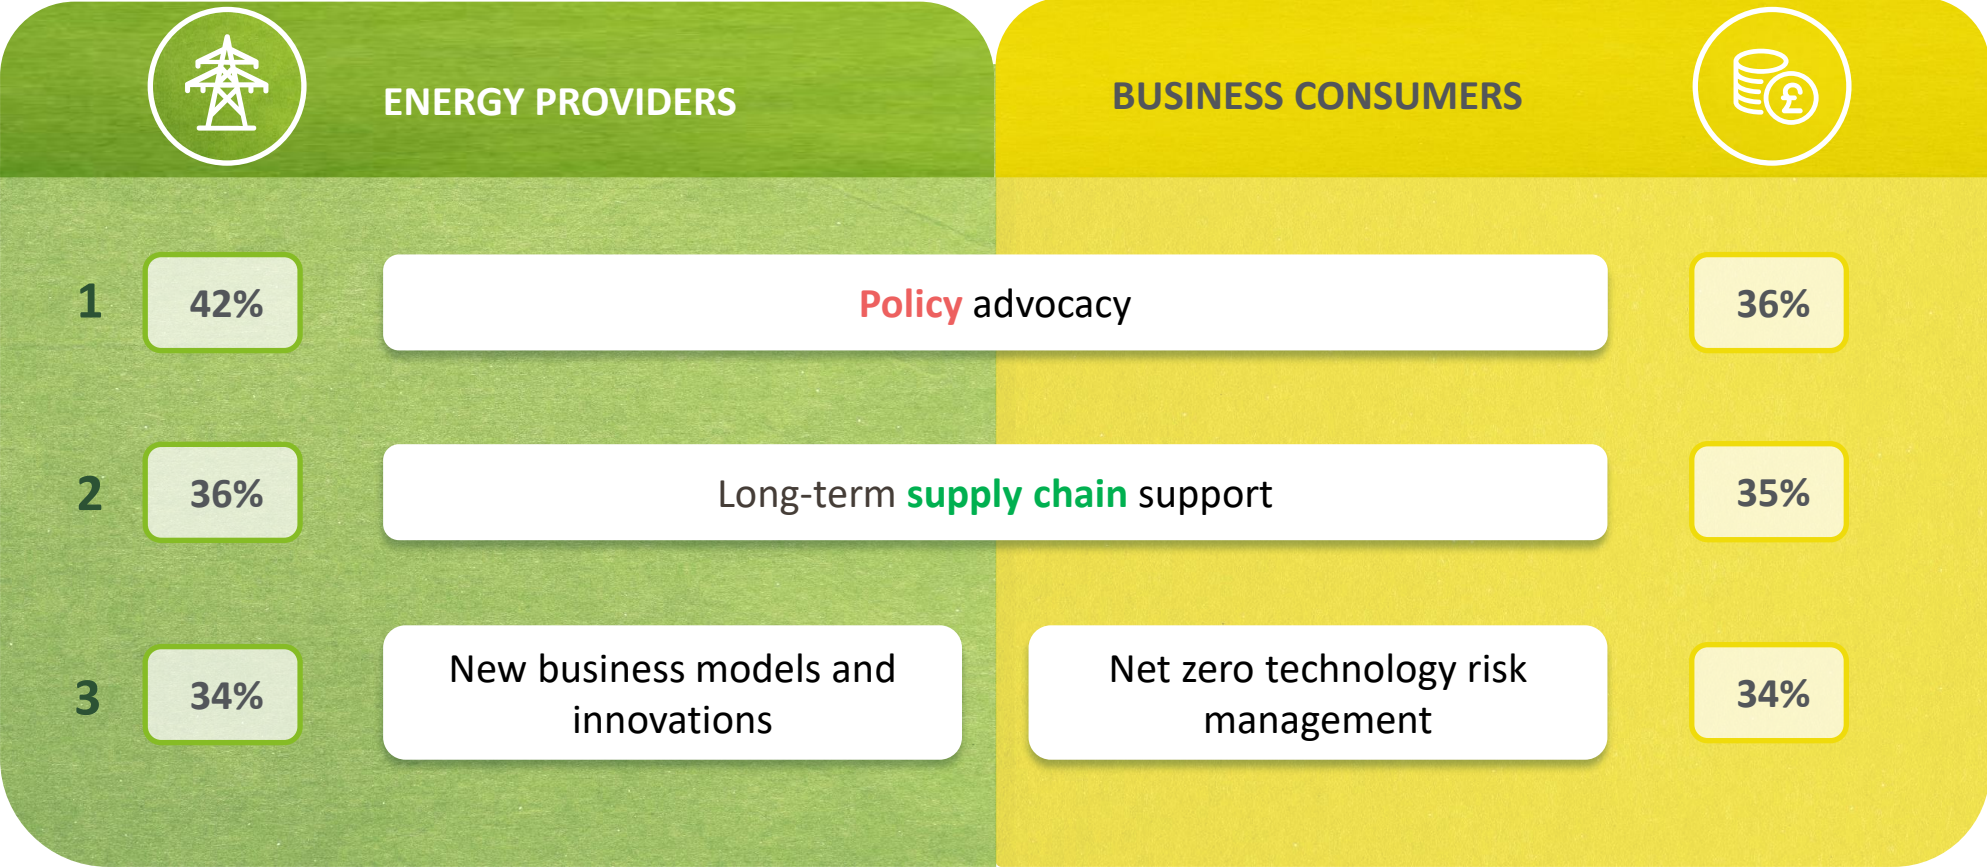 ENERGY PROVIDERS
BUSINESS CONSUMERS
1
42%
Policy advocacy
36%
2
36%
Long-term supply chain support
35%
3
34%
New business models and
innovations
Net zero technology risk
management
34%